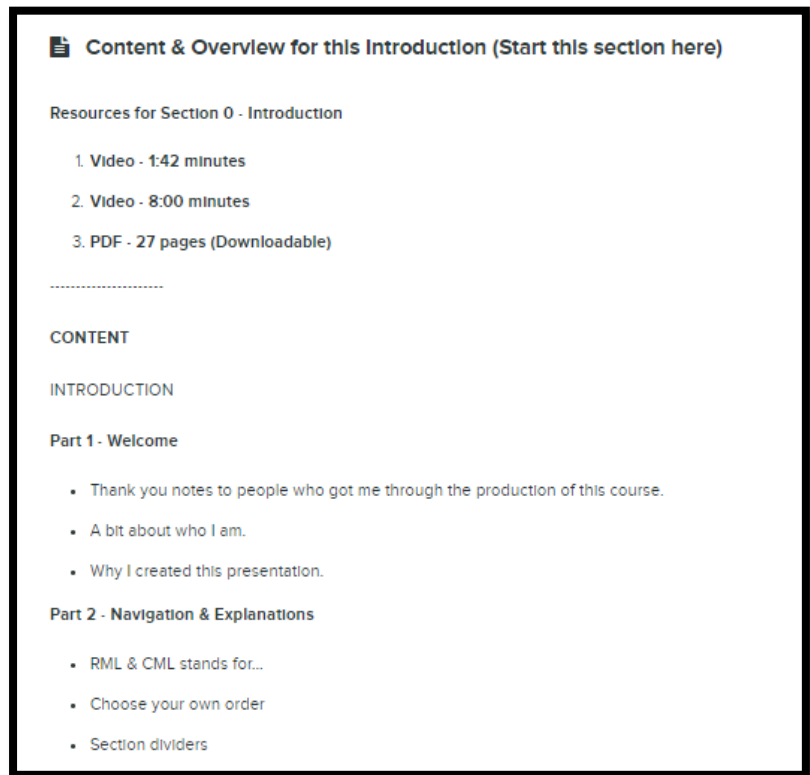 Content & Overview for this Introduction (Start this section here)
Resources for Section 0 - Introduction
1. Video - 1:42 minutes
2. Video - 8:00 minutes
3. PDF - 27 pages (Downloadable)
----------------------
CONTENT
INTRODUCTION
Part 1 - Welcome
• Thank you notes to people who got me through the production of this course.
• A bit about who I am.
• Why I created this presentation.
Part 2 - Navigation & Explanations
• RML & CML stands for...
• Choose your own order
• Section dividers